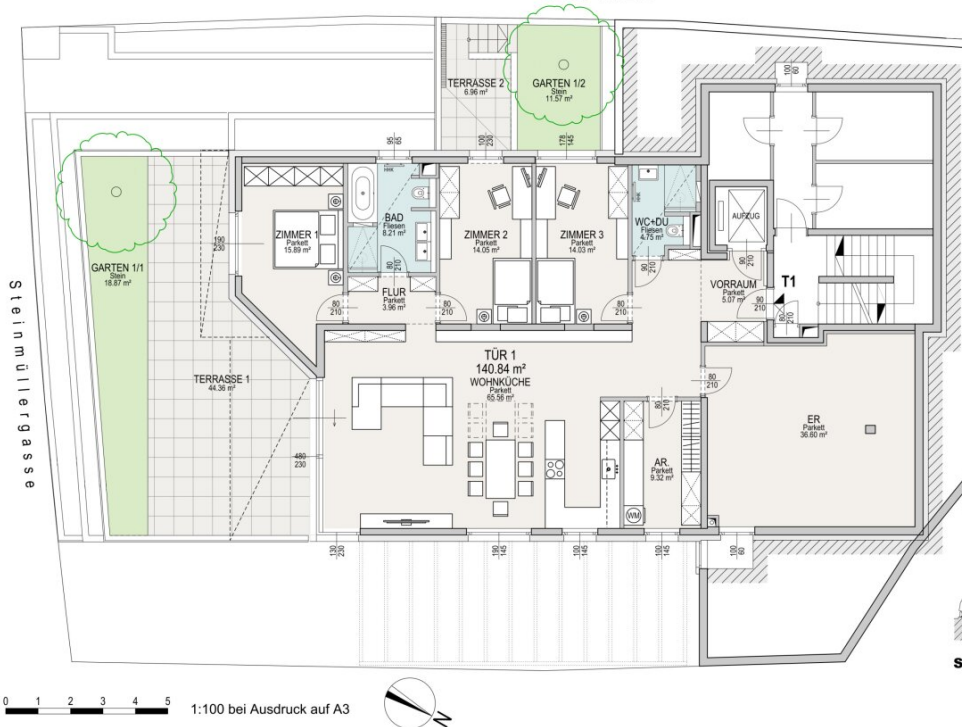 TERRASSE 2
6.96 m²
GARTEN 1/2
Stein
11.57 m²
100
60
95
65
100
230
178
145
ZIMMER 1
Parkett
15.89 m²
BAD
Fliesen
8.21 m²
ZIMMER 2
Parkett
14.05 m²
ZIMMER 3
Parkett
14.03 m²
WC+DU
Fliesen
4.75 m²
AUFZUG
190
230
GARTEN 1/1
Stein
18.87 m²
80
210
FLUR
Parkett
3.96 m²
80
210
80
210
80
210
90
210
90
210
VORRAUM
Parkett
5.07 m²
90
210
T1
80
210
Steinmüllergasse
TERRASSE 1
44.36 m²
TÜR 1
140.84 m²
WOHNKÜCHE
Parkett
65.56 m²
80
210
80
210
ER
Parkett
36.60 m²
AR.
Parkett
9.32 m²
480
230
WM
130
230
190
145
100
145
100
145
100
60
S
0 1 2 3 4 5
1:100 bei Ausdruck auf A3
N